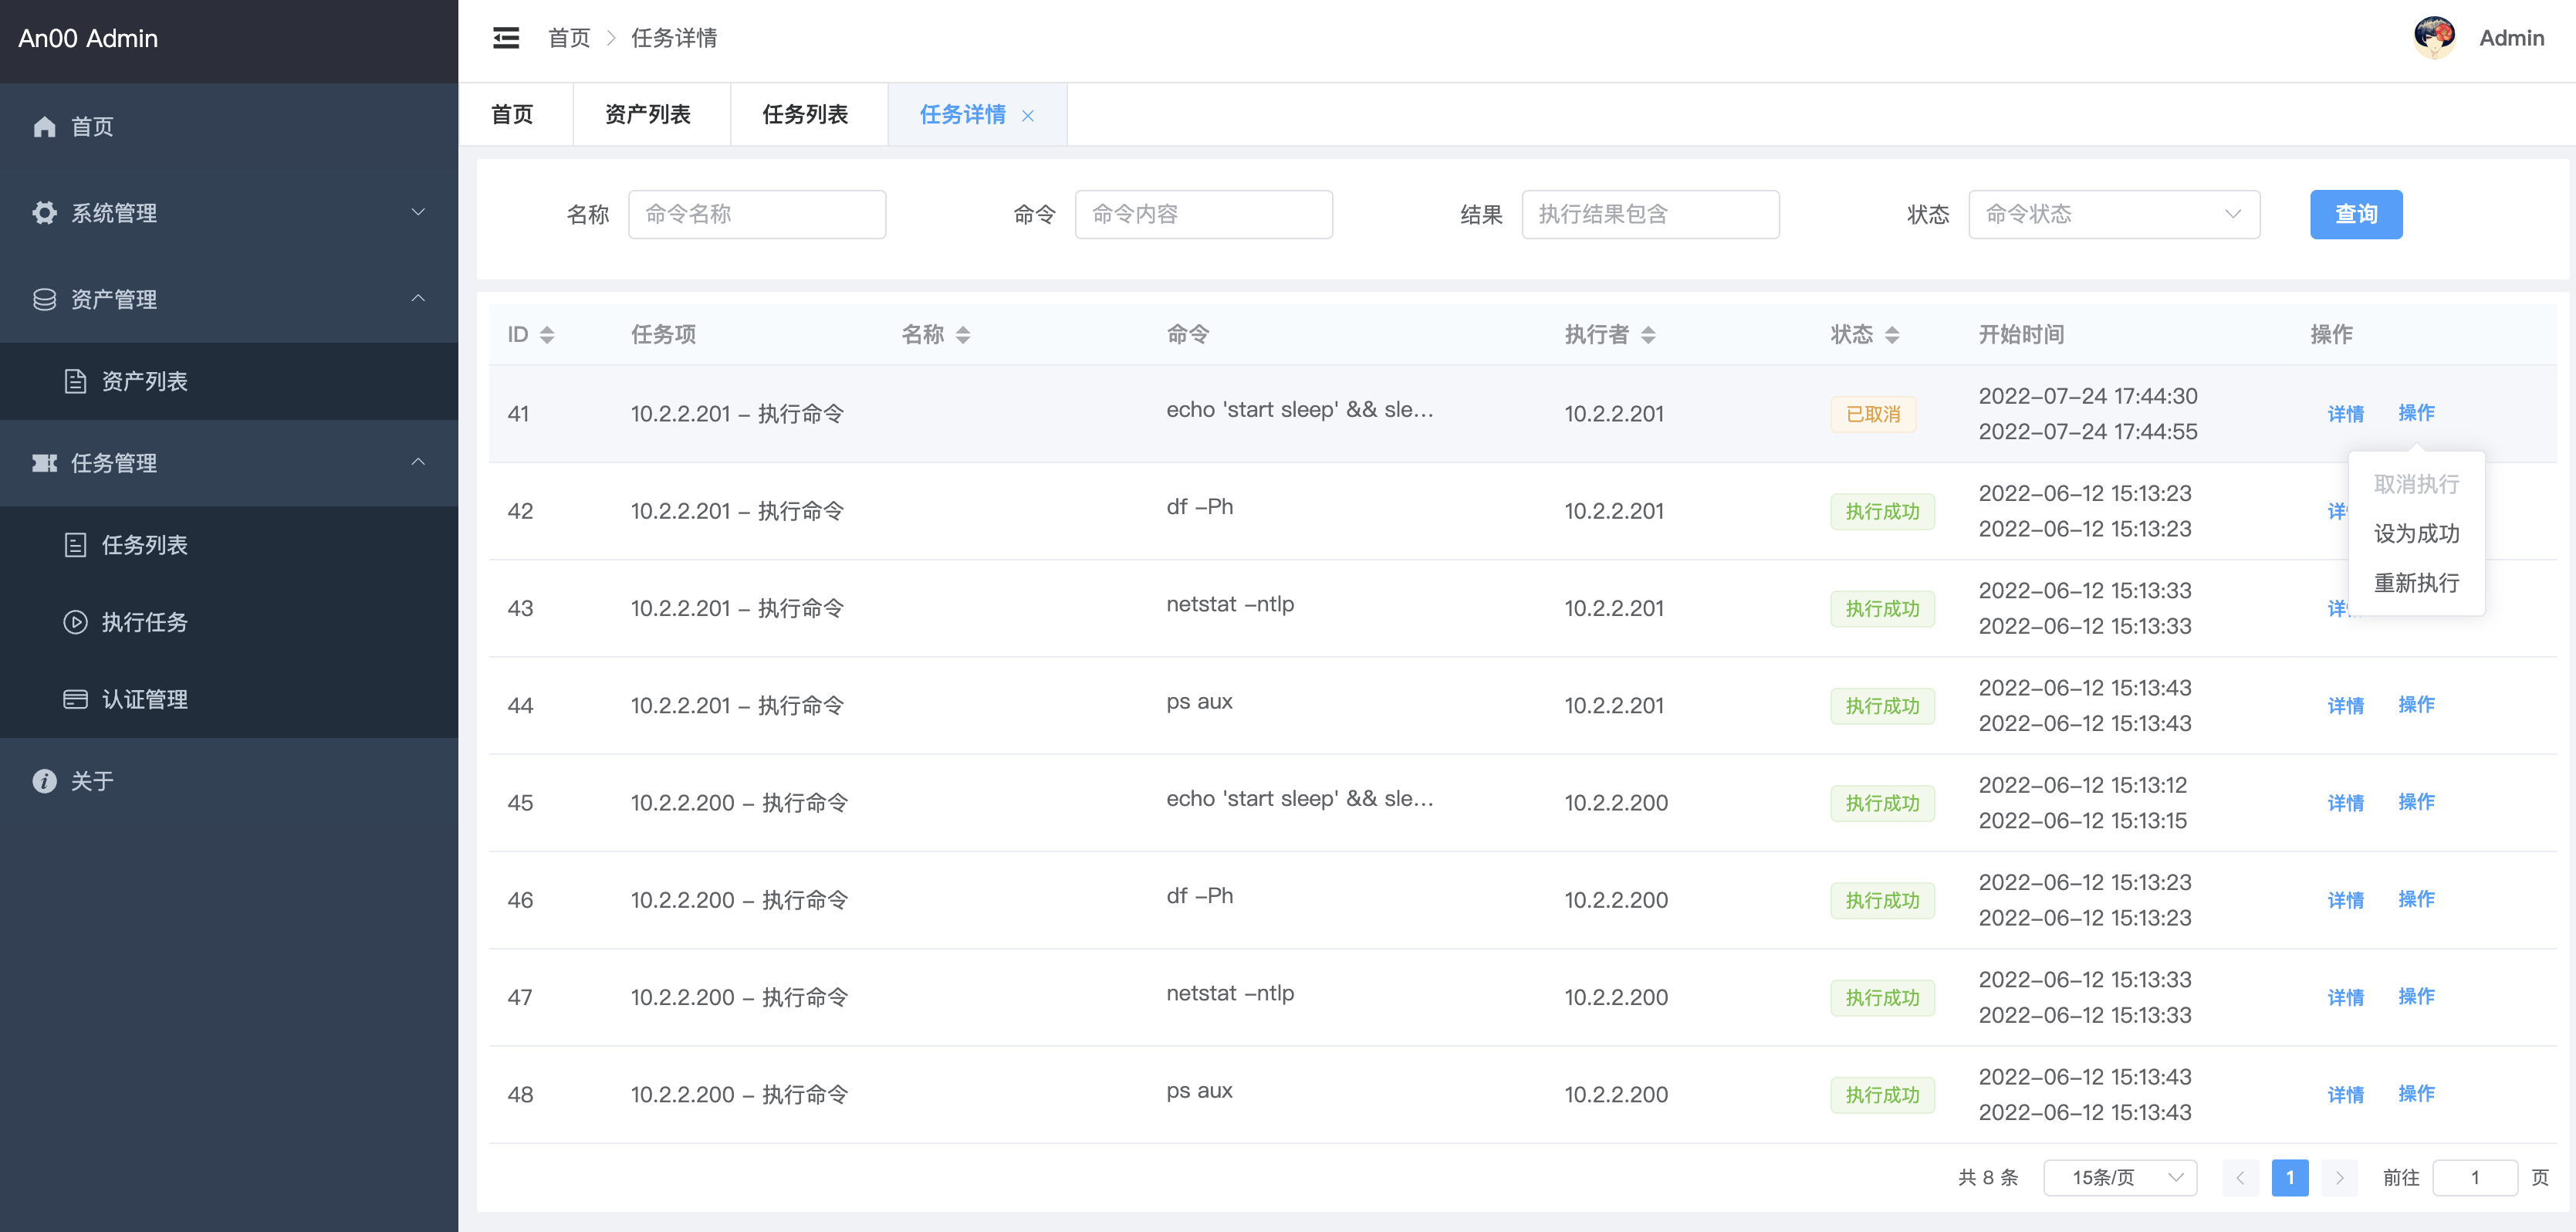 An00 Admin
首页
系统管理
资产管理
资产列表
任务管理
任务列表
执行任务
认证管理
关于
首页 任务详情
Admin
首页 资产列表 任务列表 任务详情
名称 命令名称 命令 命令内容 结果 执行结果包含 状态 命令状态 查询
ID 任务项 名称 命令 执行者 状态 开始时间 操作
41 10.2.2.201 - 执行命令 echo 'start sleep' && sle... 10.2.2.201 已取消 2022-07-24 17:44:30 详情 操作
2022-07-24 17:44:55
取消执行
设为成功
重新执行
42 10.2.2.201 - 执行命令 df -Ph 10.2.2.201 执行成功 2022-06-12 15:13:23 详
2022-06-12 15:13:23
43 10.2.2.201 - 执行命令 netstat -ntlp 10.2.2.201 执行成功 2022-06-12 15:13:33 详
2022-06-12 15:13:33
44 10.2.2.201 - 执行命令 ps aux 10.2.2.201 执行成功 2022-06-12 15:13:43 详情 操作
2022-06-12 15:13:43
45 10.2.2.200 - 执行命令 echo 'start sleep' && sle... 10.2.2.200 执行成功 2022-06-12 15:13:12 详情 操作
2022-06-12 15:13:15
46 10.2.2.200 - 执行命令 df -Ph 10.2.2.200 执行成功 2022-06-12 15:13:23 详情 操作
2022-06-12 15:13:23
47 10.2.2.200 - 执行命令 netstat -ntlp 10.2.2.200 执行成功 2022-06-12 15:13:33 详情 操作
2022-06-12 15:13:33
48 10.2.2.200 - 执行命令 ps aux 10.2.2.200 执行成功 2022-06-12 15:13:43 详情 操作
2022-06-12 15:13:43
共 8 条 15条/页 1 前往 1 页